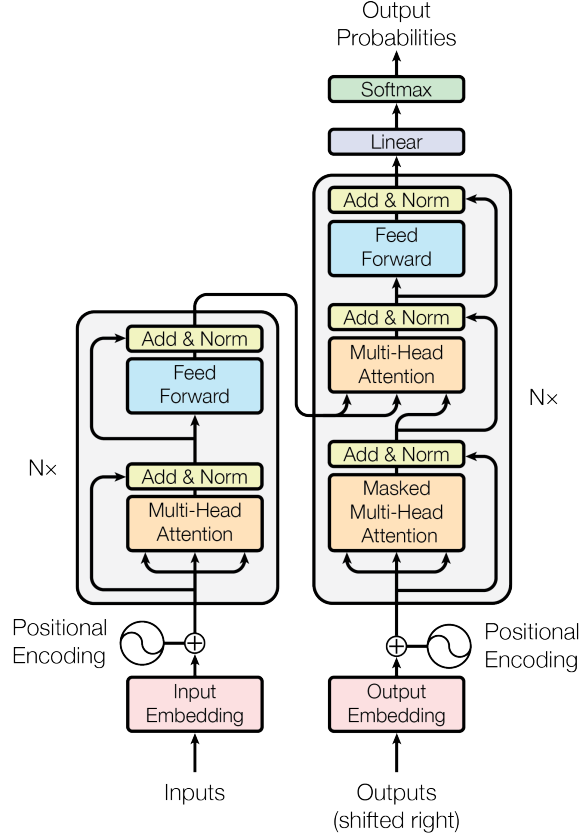 Output
Probabilities
Softmax
Linear
Add & Norm
Feed
Forward
Add & Norm
Multi-Head
Attention
Add & Norm
Masked
Multi-Head
Attention
N×
Add & Norm
Feed
Forward
N×
Add & Norm
Multi-Head
Attention
Positional
Encoding
Positional
Encoding
Input
Embedding
Output
Embedding
Inputs
Outputs
(shifted right)